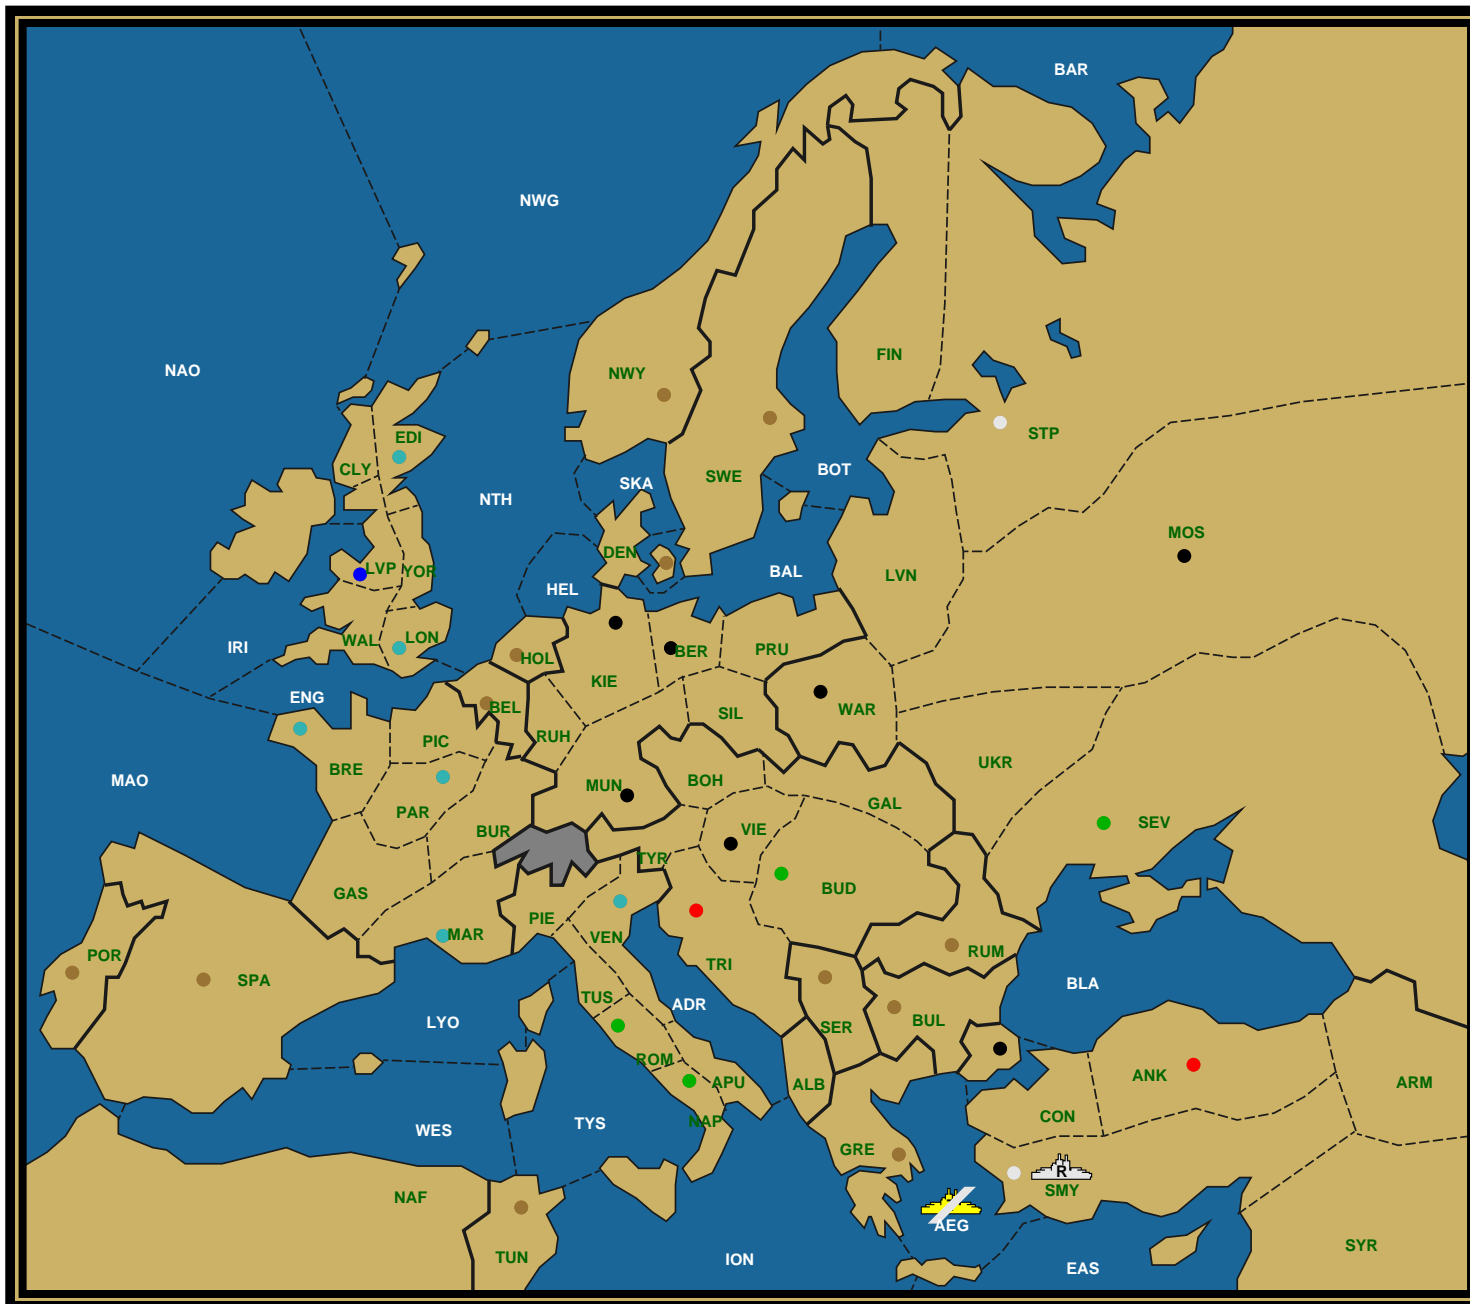 BAR
NWG
NAO
FIN
NWY
EDI
STP
CLY
SKA
BOT
SWE
NTH
MOS
DEN
LVP
YOR
BAL
LVN
HEL
WAL
LON
IRI
HOL
BER
PRU
KIE
ENG
BEL
SIL
WAR
RUH
PIC
UKR
BRE
MAO
MUN
BOH
GAL
PAR
SEV
BUR
VIE
TYR
BUD
GAS
PIE
MAR
VEN
POR
RUM
TRI
SPA
BLA
TUS
ADR
LYO
BUL
SER
ROM
ANK
APU
ALB
ARM
CON
NAP
TYS
WES
GRE
R
SMY
NAF
AEG
SYR
TUN
ION
EAS